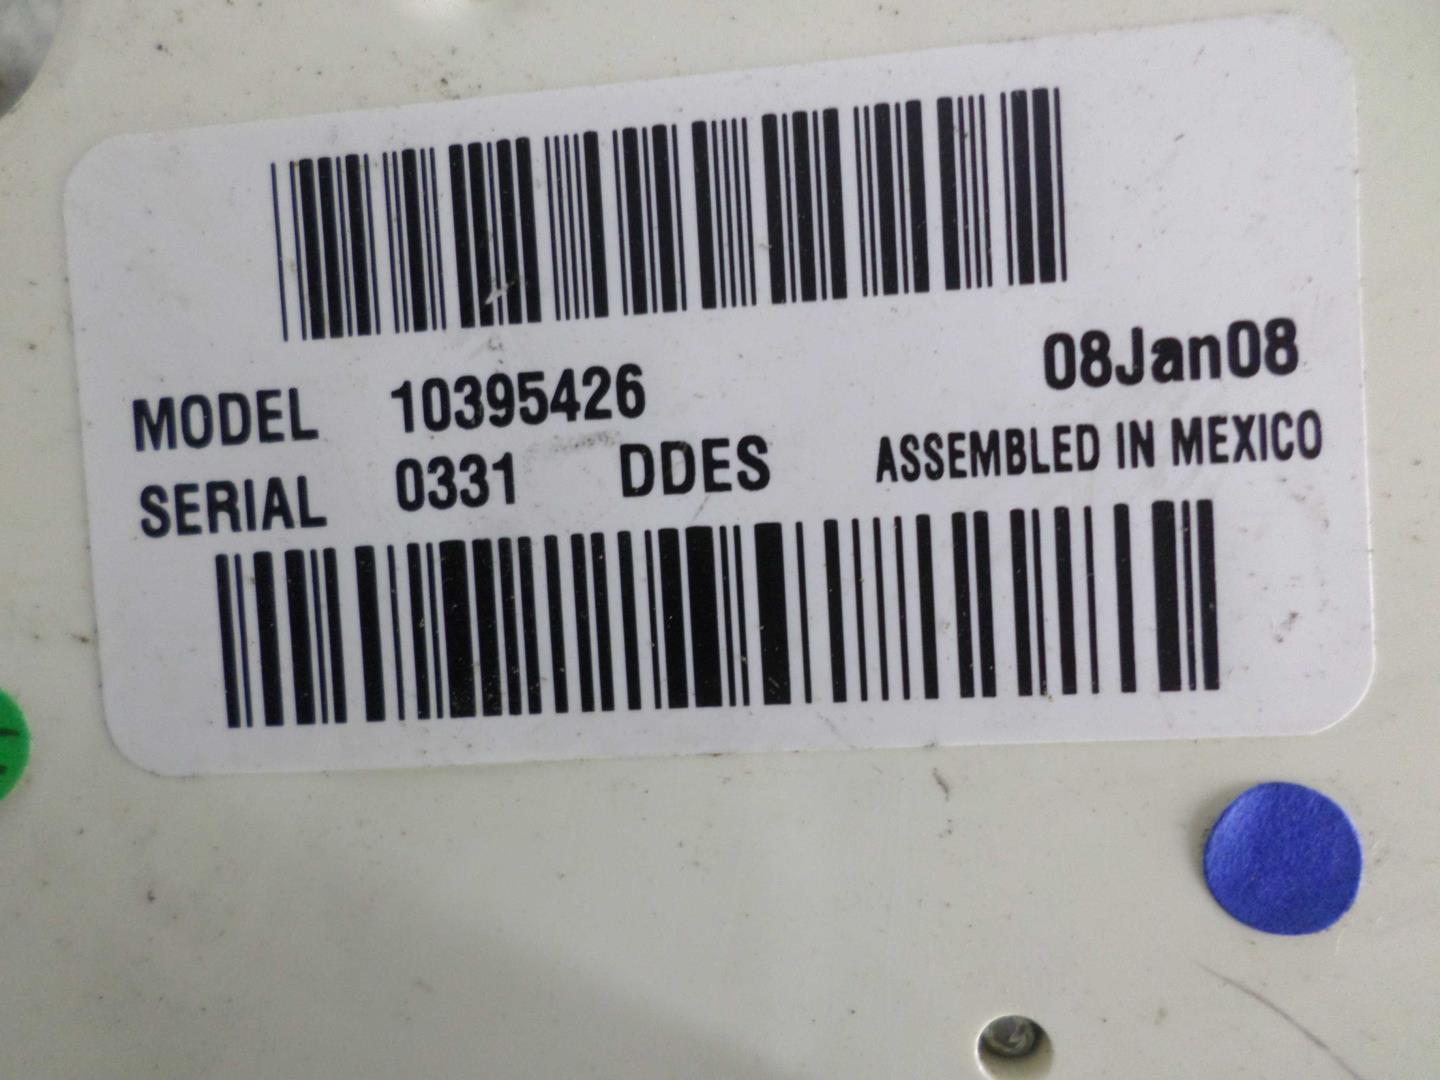 MODEL 10395426 08Jan08
SERIAL 0331 DDES ASSEMBLED IN MEXICO